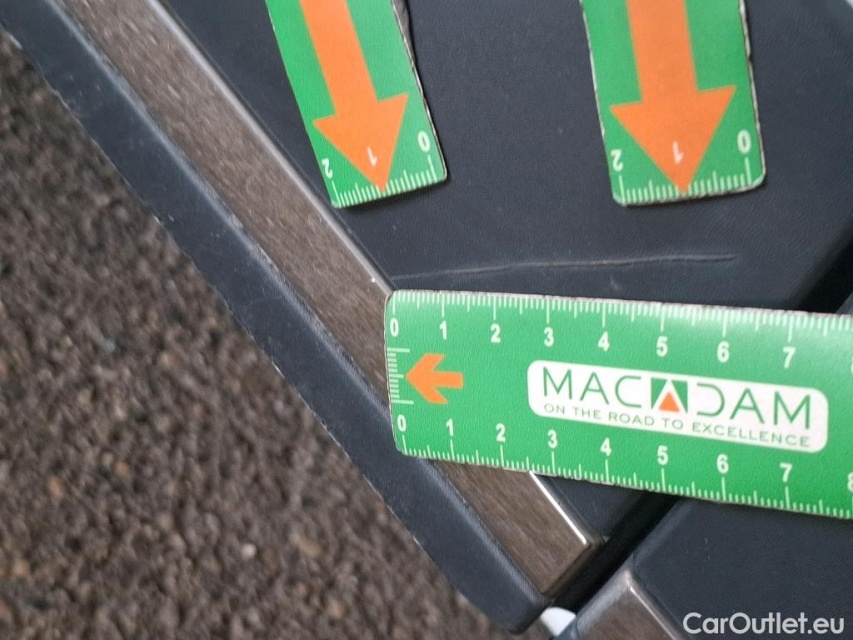 2 1 0
2 1 0
0 1 2 3 4 5 6 7
MACADAM
ON THE ROAD TO EXCELLENCE
0 1 2 3 4 5 6 7
CarOutlet.eu